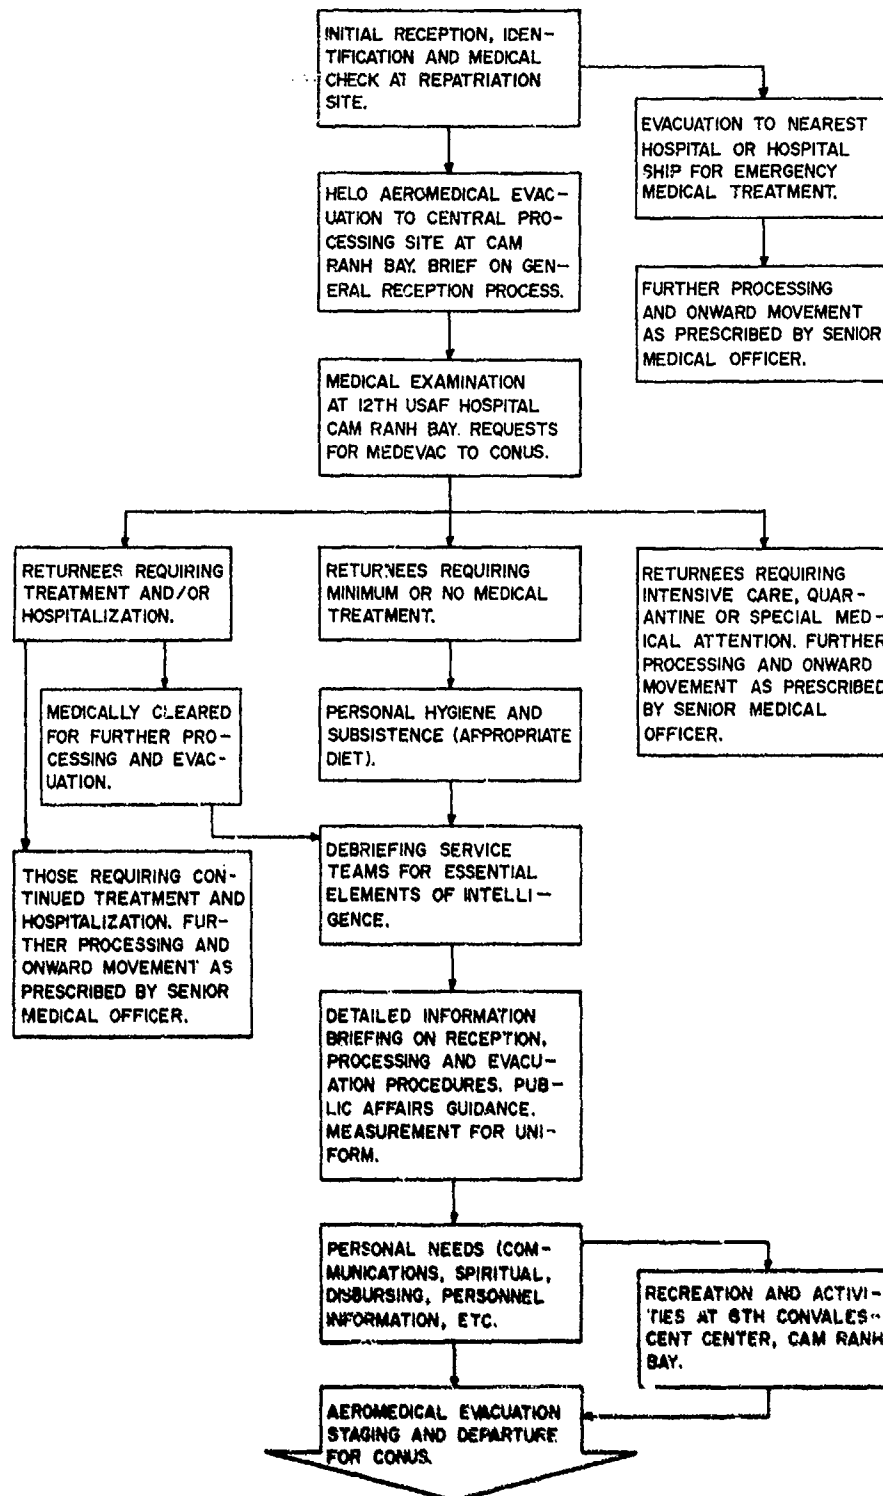 INITIAL RECEPTION, IDEN-
TIFICATION AND MEDICAL
CHECK AT REPATRIATION
SITE.
EVACUATION TO NEAREST
HOSPITAL OR HOSPITAL
SHIP FOR EMERGENCY
MEDICAL TREATMENT.
HELO AEROMEDICAL EVAC-
UATION TO CENTRAL PRO-
CESSING SITE AT CAM
RANH BAY. BRIEF ON GEN-
ERAL RECEPTION PROCESS.
FURTHER PROCESSING
AND ONWARD MOVEMENT
AS PRESCRIBED BY SENIOR
MEDICAL OFFICER.
MEDICAL EXAMINATION
AT 12TH USAF HOSPITAL
CAM RANH BAY. REQUESTS
FOR MEDEVAC TO CONUS.
RETURNEES REQUIRING
TREATMENT AND/OR
HOSPITALIZATION.
RETURNEES REQUIRING
MINIMUM OR NO MEDICAL
TREATMENT.
RETURNEES REQUIRING
INTENSIVE CARE, QUAR-
ANTINE OR SPECIAL MED-
ICAL ATTENTION. FURTHER
PROCESSING AND ONWARD
MOVEMENT AS PRESCRIBED
BY SENIOR MEDICAL
OFFICER.
MEDICALLY CLEARED
FOR FURTHER PRO-
CESSING AND EVAC-
UATION.
PERSONAL HYGIENE AND
SUBSISTENCE (APPROPRIATE
DIET).
THOSE REQUIRING CON-
TINUED TREATMENT AND
HOSPITALIZATION. FUR-
THER PROCESSING AND
ONWARD MOVEMENT AS
PRESCRIBED BY SENIOR
MEDICAL OFFICER.
DEBRIEFING SERVICE
TEAMS FOR ESSENTIAL
ELEMENTS OF INTELLI-
GENCE.
DETAILED INFORMATION
BRIEFING ON RECEPTION,
PROCESSING AND EVACU-
ATION PROCEDURES. PUB-
LIC AFFAIRS GUIDANCE.
MEASUREMENT FOR UNI-
FORM.
PERSONAL NEEDS (COM-
MUNICATIONS, SPIRITUAL,
DISBURSING, PERSONNEL
INFORMATION, ETC.
RECREATION AND ACTIVI-
TIES AT 6TH CONVALES-
CENT CENTER, CAM RANH
BAY.
AEROMEDICAL EVACUATION
STAGING AND DEPARTURE
FOR CONUS.